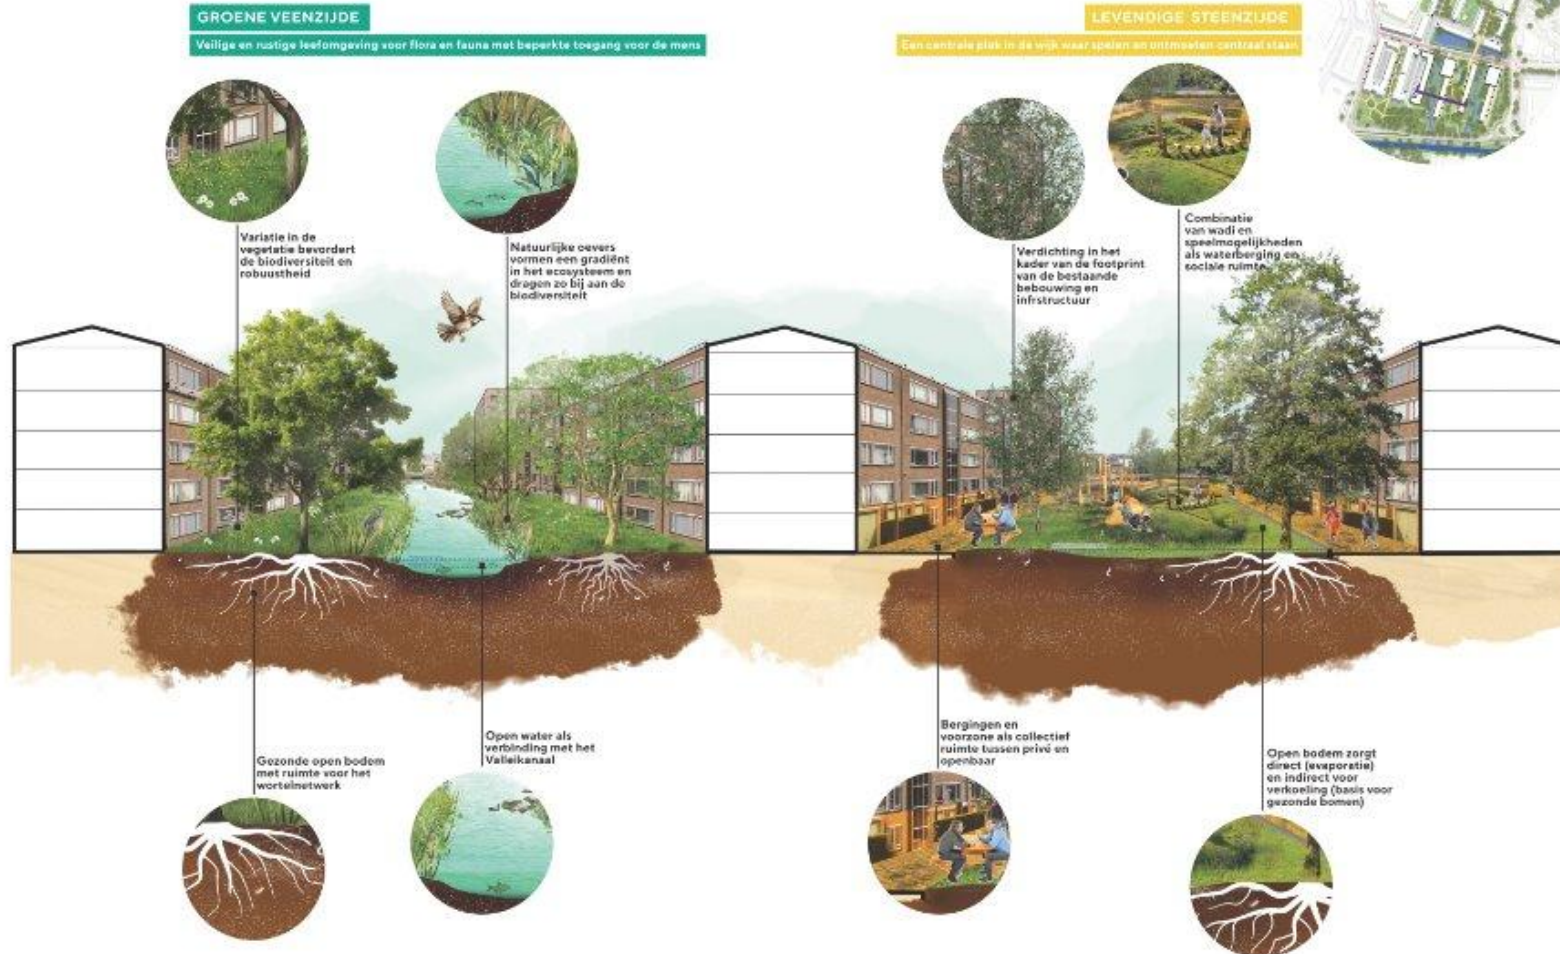 GROENE VEENZIJDE
Veilige en rustige leefomgeving voor flora en fauna met beperkte toegang voor de mens
LEVENDIGE STEENZIJDE
Een centrale plek in de wijk waar spelen en ontmoeten centraal staan
Variatie in de
vegetatie bevordert
de biodiversiteit en
robuustheid
Natuurlijke oevers
vormen een gradiënt
in het ecosysteem en
dragen zo bij aan de
biodiversiteit
Verdichting in het
kader van de footprint
van de bestaande
bebouwing en
infrstructuur
Combinatie
van wadi en
speelmogelijkheden
als waterberging en
sociale ruimte
Gezonde open bodem
met ruimte voor het
wortelnetwerk
Open water als
verbinding met het
Valleikanaal
Bergingen en
voorzone als collectief
ruimte tussen privé en
openbaar
Open bodem zorgt
direct (evaporatie)
en indirect voor
verkoeling (basis voor
gezonde bomen)